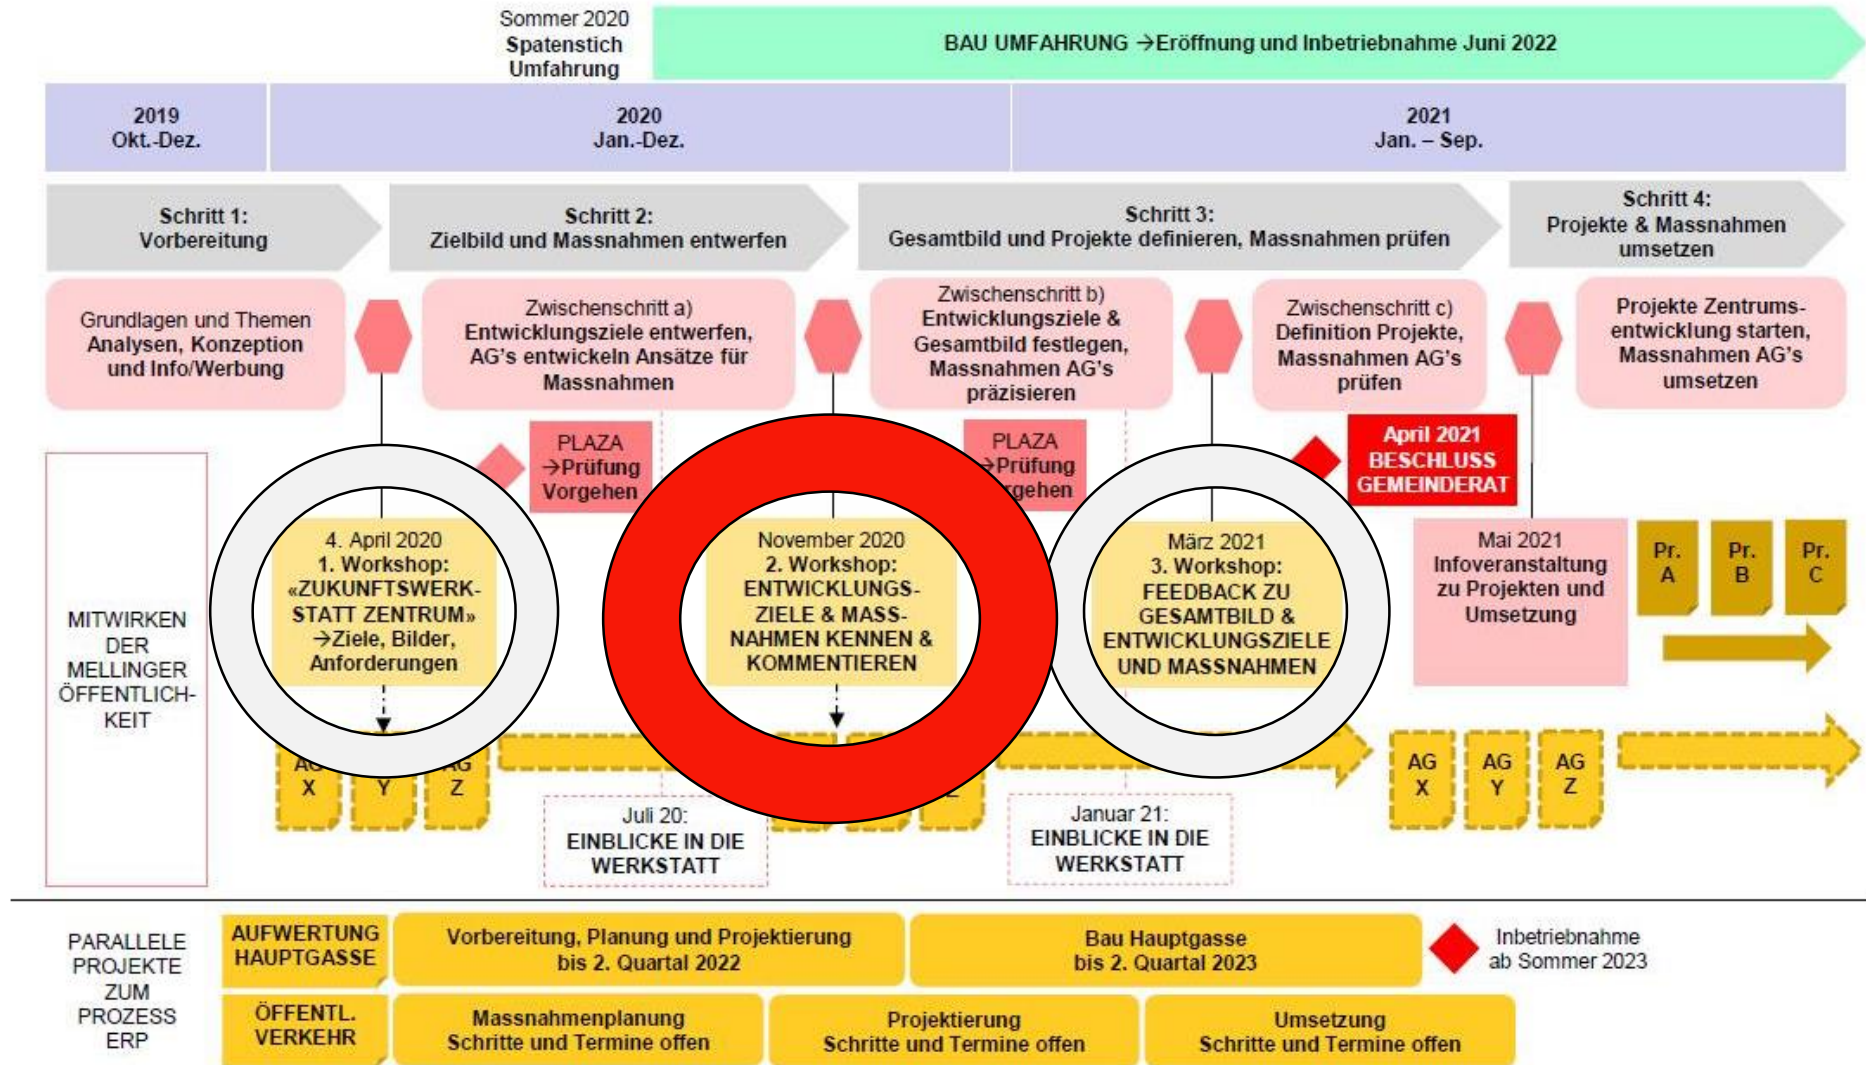 Sommer 2020
Spatenstich
Umfahrung
BAU UMFAHRUNG →Eröffnung und Inbetriebnahme Juni 2022
2019
Okt.-Dez.
2020
Jan.-Dez.
2021
Jan. – Sep.
Schritt 1:
Vorbereitung
Schritt 2:
Zielbild und Massnahmen entwerfen
Schritt 3:
Gesamtbild und Projekte definieren, Massnahmen prüfen
Schritt 4:
Projekte & Massnahmen
umsetzen
Grundlagen und Themen
Analysen, Konzeption
und Info/Werbung
Zwischenschritt a)
Entwicklungsziele entwerfen,
AG's entwickeln Ansätze für
Massnahmen
Zwischenschritt b)
Entwicklungsziele &
Gesamtbild festlegen,
Massnahmen AG's
präzisieren
Zwischenschritt c)
Definition Projekte,
Massnahmen AG's
prüfen
Projekte Zentrums-
entwicklung starten,
Massnahmen AG's
umsetzen
PLAZA
→Prüfung
Vorgehen
PLAZA
→Prüfung
rgehen
April 2021
BESCHLUSS
GEMEINDERAT
MITWIRKEN
DER
MELLINGER
ÖFFENTLICH-
KEIT
4. April 2020
1. Workshop:
«ZUKUNFTSWERK-
STATT ZENTRUM»
→Ziele, Bilder,
Anforderungen
November 2020
2. Workshop:
ENTWICKLUNGS-
ZIELE & MASS-
NAHMEN KENNEN &
KOMMENTIEREN
März 2021
3. Workshop:
FEEDBACK ZU
GESAMTBILD &
ENTWICKLUNGSZIELE
UND MASSNAHMEN
Mai 2021
Infoveranstaltung
zu Projekten und
Umsetzung
Pr.
A
Pr.
B
Pr.
C
AG
X
Y
AG
Z
AG
X
AG
Y
AG
Z
Juli 20:
EINBLICKE IN DIE
WERKSTATT
Januar 21:
EINBLICKE IN DIE
WERKSTATT
PARALLELE
PROJEKTE
ZUM
PROZESS
ERP
AUFWERTUNG
HAUPTGASSE
Vorbereitung, Planung und Projektierung
bis 2. Quartal 2022
Bau Hauptgasse
bis 2. Quartal 2023
Inbetriebnahme
ab Sommer 2023
ÖFFENTL.
VERKEHR
Massnahmenplanung
Schritte und Termine offen
Projektierung
Schritte und Termine offen
Umsetzung
Schritte und Termine offen